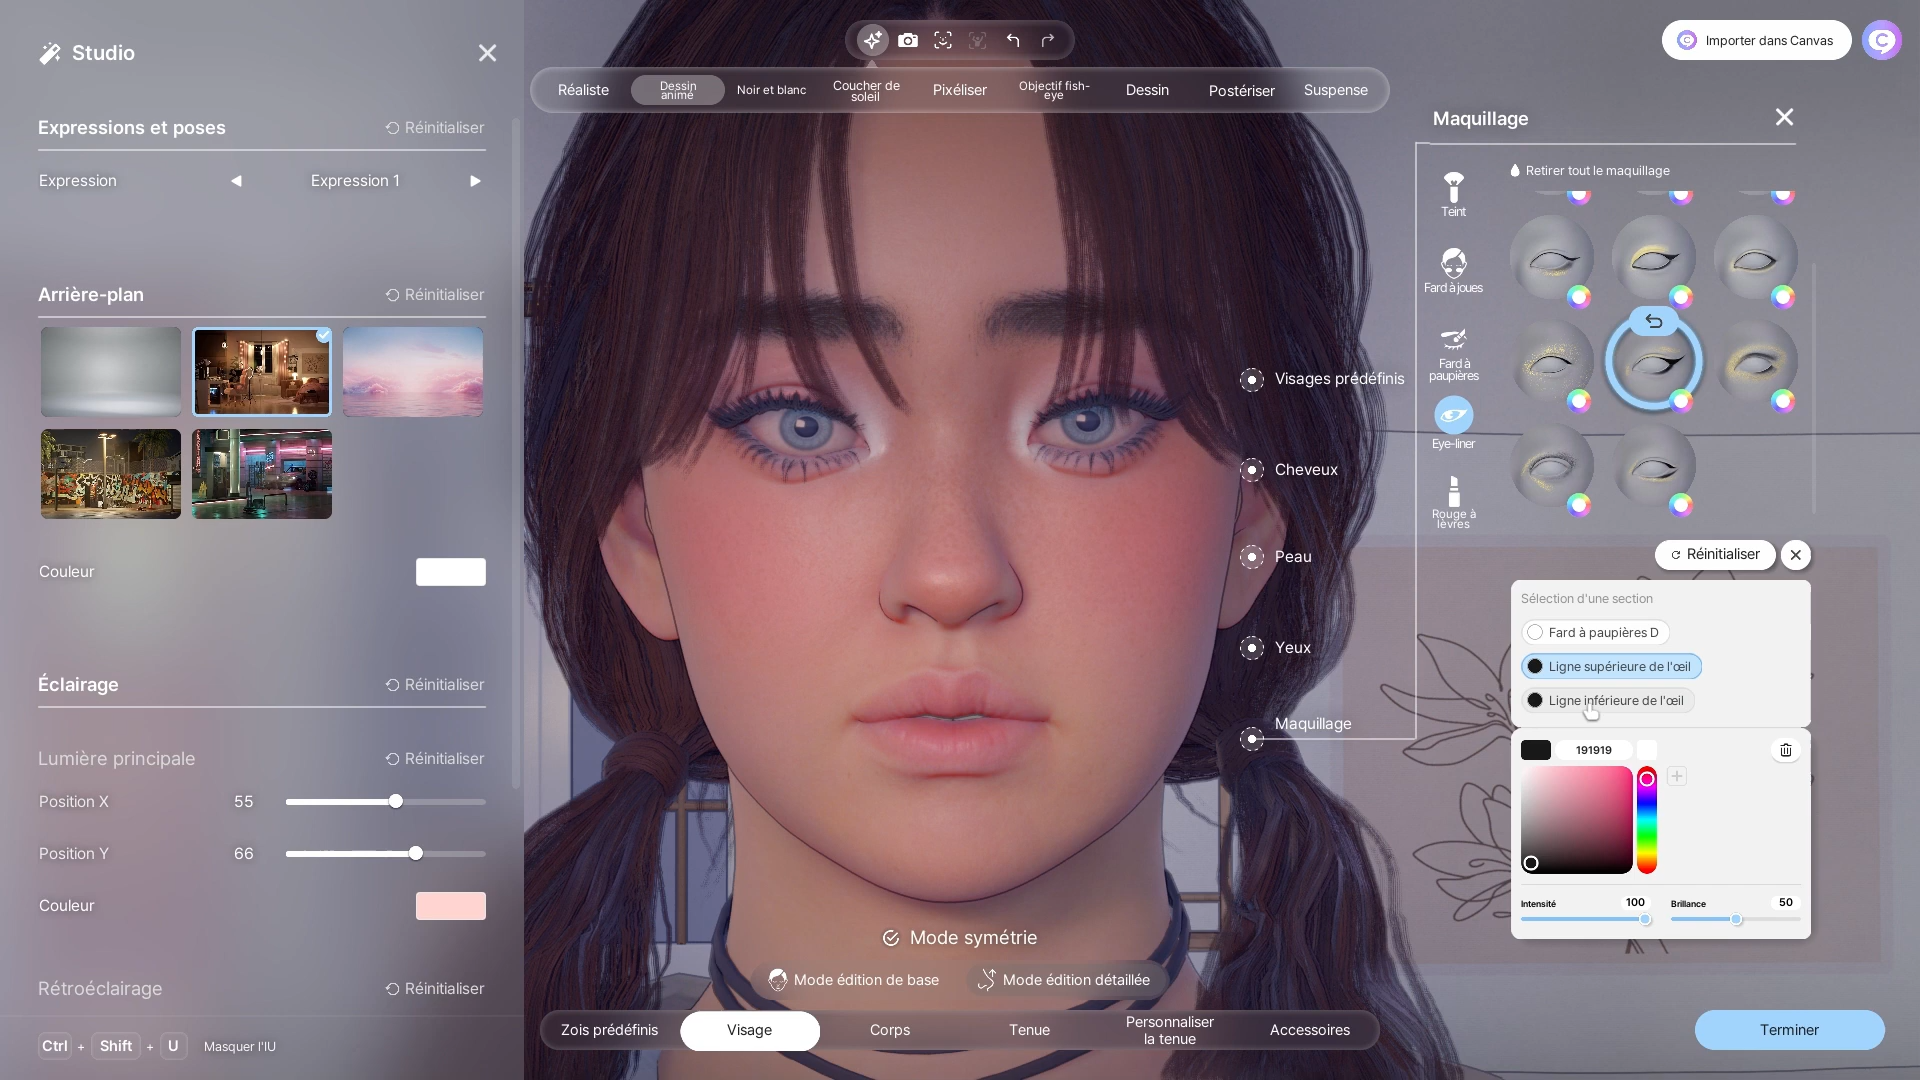 Studio
Expressions et poses
Réinitialiser
Expression
Expression 1
Arrière-plan
Réinitialiser
Couleur
Éclairage
Réinitialiser
Lumière principale
Réinitialiser
Position X
55
Position Y
66
Couleur
Rétroéclairage
Réinitialiser
Ctrl + Shift + U
Masquer l'IU
Réaliste
Dessin
animé
Noir et blanc
Coucher de
soleil
Pixéliser
Objectif fish-
eye
Dessin
Postériser
Suspense
Visages prédéfinis
Cheveux
Peau
Yeux
Maquillage
Mode symétrie
Mode édition de base
Mode édition détaillée
Zois prédéfinis
Visage
Corps
Tenue
Personnaliser
la tenue
Accessoires
Importer dans Canvas
Maquillage
Retirer tout le maquillage
Teint
Fard à joues
Fard à
paupières
Eye-liner
Rouge à
lèvres
Réinitialiser
Sélection d'une section
Fard à paupières D
Ligne supérieure de l'œil
Ligne inférieure de l'œil
191919
Intensité
100
Brillance
50
Terminer